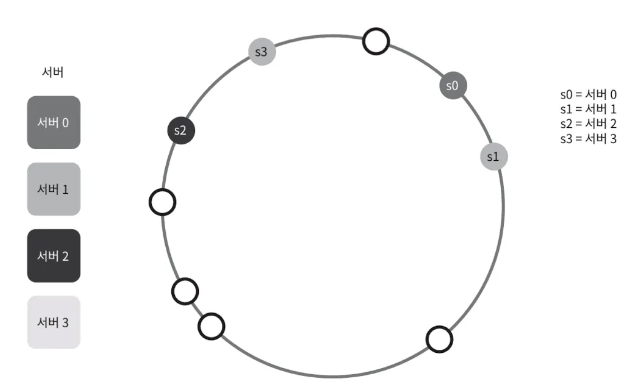 서버
서버 0
서버 1
서버 2
서버 3
s3
s0
s2
s1
s0 = 서버 0
s1 = 서버 1
s2 = 서버 2
s3 = 서버 3